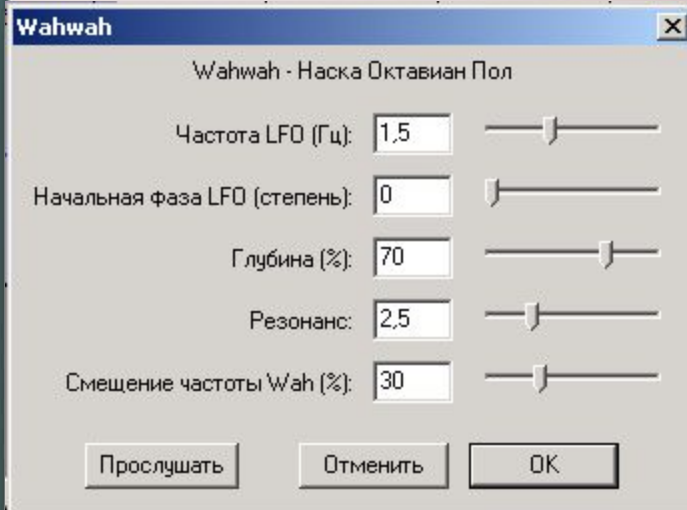 Wahwah
Wahwah - Наска Октавиан Пол
Частота LFO (Гц): 1,5
Начальная фаза LFO (степень): 0
Глубина (%): 70
Резонанс: 2,5
Смещение частоты Wah (%): 30
Прослушать Отменить OK